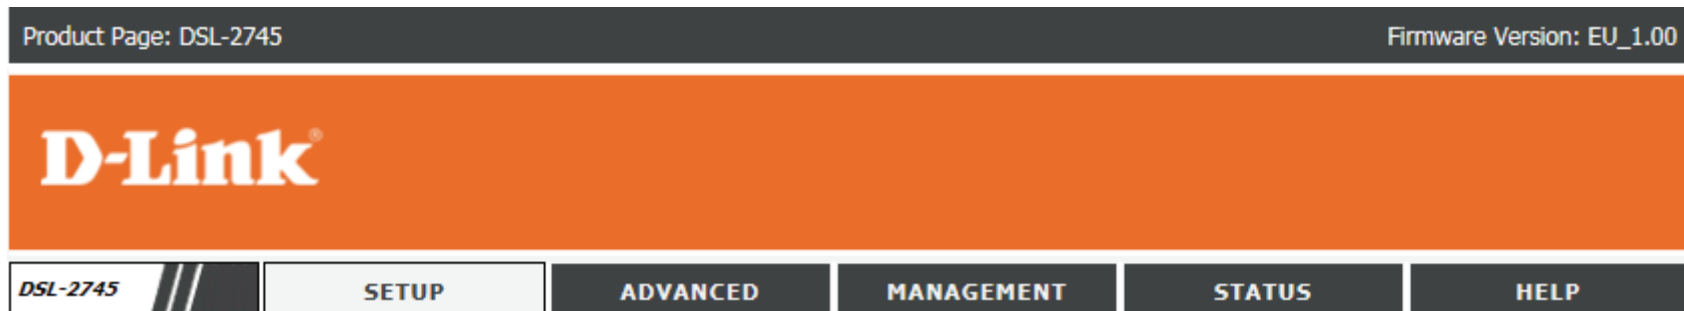 Product Page: DSL-2745 Firmware Version: EU_1.00
D-Link®
DSL-2745 SETUP ADVANCED MANAGEMENT STATUS HELP